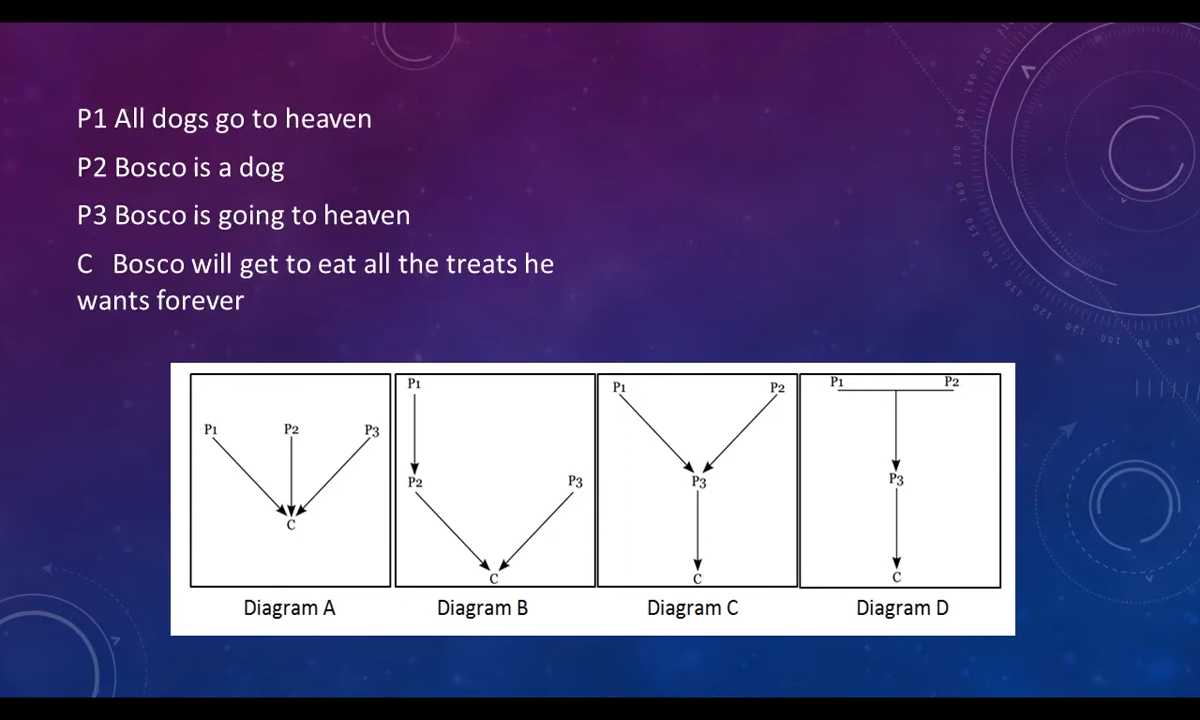 P1 All dogs go to heaven
P2 Bosco is a dog
P3 Bosco is going to heaven
C Bosco will get to eat all the treats he
wants forever
P1 P2 P3
C
Diagram A
P1
P2 P3
C
Diagram B
P1 P2
P3
C
Diagram C
P1 P2
P3
C
Diagram D